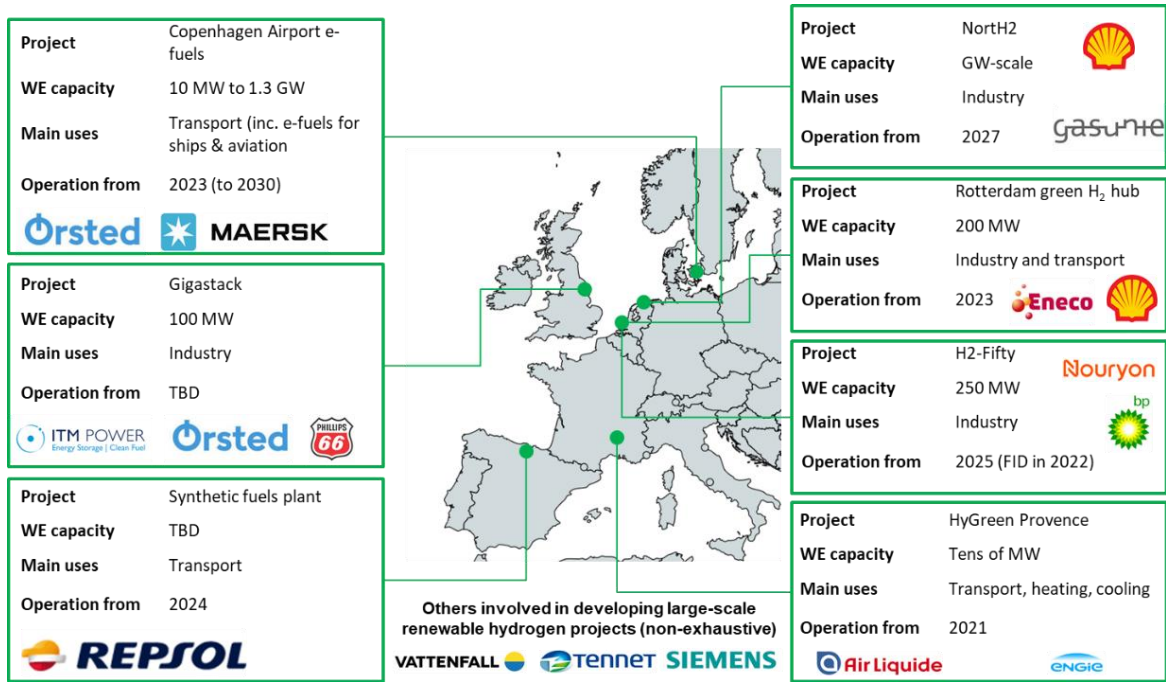 Project Copenhagen Airport e-
fuels
WE capacity 10 MW to 1.3 GW
Main uses Transport (inc. e-fuels for
ships & aviation
Operation from 2023 (to 2030)
Ørsted MAERSK
Project Gigastack
WE capacity 100 MW
Main uses Industry
Operation from TBD
ITM POWER
Energy Storage | Clean Fuel
Ørsted
PHILLIPS
66
Project Synthetic fuels plant
WE capacity TBD
Main uses Transport
Operation from 2024
REPSOL
Others involved in developing large-scale
renewable hydrogen projects (non-exhaustive)
VATTENFALL TENNET SIEMENS
Project NortH2
WE capacity GW-scale
Main uses Industry
Operation from 2027
gasunie
Project Rotterdam green H₂ hub
WE capacity 200 MW
Main uses Industry and transport
Operation from 2023
Eneco
Project H2-Fifty
Nouryon
WE capacity 250 MW
bp
Main uses Industry
Operation from 2025 (FID in 2022)
Project HyGreen Provence
WE capacity Tens of MW
Main uses Transport, heating, cooling
Operation from 2021
Air Liquide ENGIE